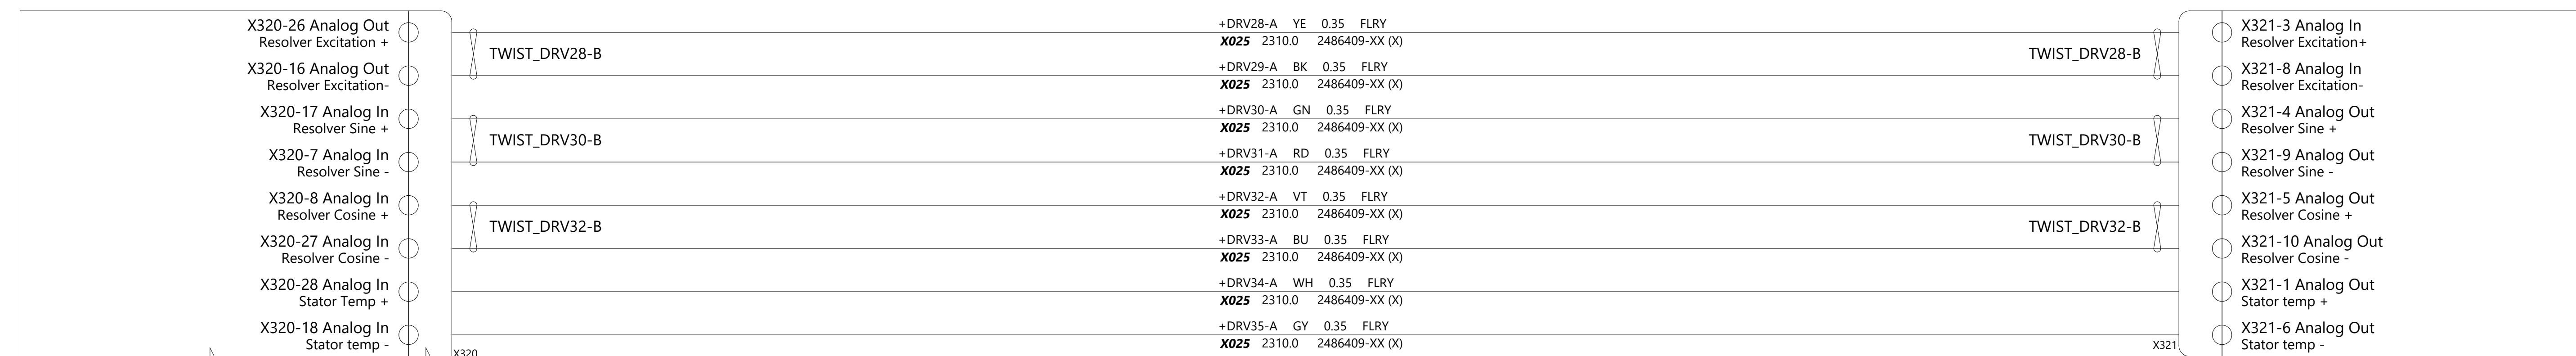 X320-26 Analog Out
Resolver Excitation +
X320-16 Analog Out
Resolver Excitation-
X320-17 Analog In
Resolver Sine +
X320-7 Analog In
Resolver Sine -
X320-8 Analog In
Resolver Cosine +
X320-27 Analog In
Resolver Cosine -
X320-28 Analog In
Stator Temp +
X320-18 Analog In
Stator temp -
X320
TWIST_DRV28-B
TWIST_DRV30-B
TWIST_DRV32-B
+DRV28-A YE 0.35 FLRY
X025 2310.0 2486409-XX (X)
+DRV29-A BK 0.35 FLRY
X025 2310.0 2486409-XX (X)
+DRV30-A GN 0.35 FLRY
X025 2310.0 2486409-XX (X)
+DRV31-A RD 0.35 FLRY
X025 2310.0 2486409-XX (X)
+DRV32-A VT 0.35 FLRY
X025 2310.0 2486409-XX (X)
+DRV33-A BU 0.35 FLRY
X025 2310.0 2486409-XX (X)
+DRV34-A WH 0.35 FLRY
X025 2310.0 2486409-XX (X)
+DRV35-A GY 0.35 FLRY
X025 2310.0 2486409-XX (X)
TWIST_DRV28-B
TWIST_DRV30-B
TWIST_DRV32-B
X321
X321-3 Analog In
Resolver Excitation+
X321-8 Analog In
Resolver Excitation-
X321-4 Analog Out
Resolver Sine +
X321-9 Analog Out
Resolver Sine -
X321-5 Analog Out
Resolver Cosine +
X321-10 Analog Out
Resolver Cosine -
X321-1 Analog Out
Stator temp +
X321-6 Analog Out
Stator temp -